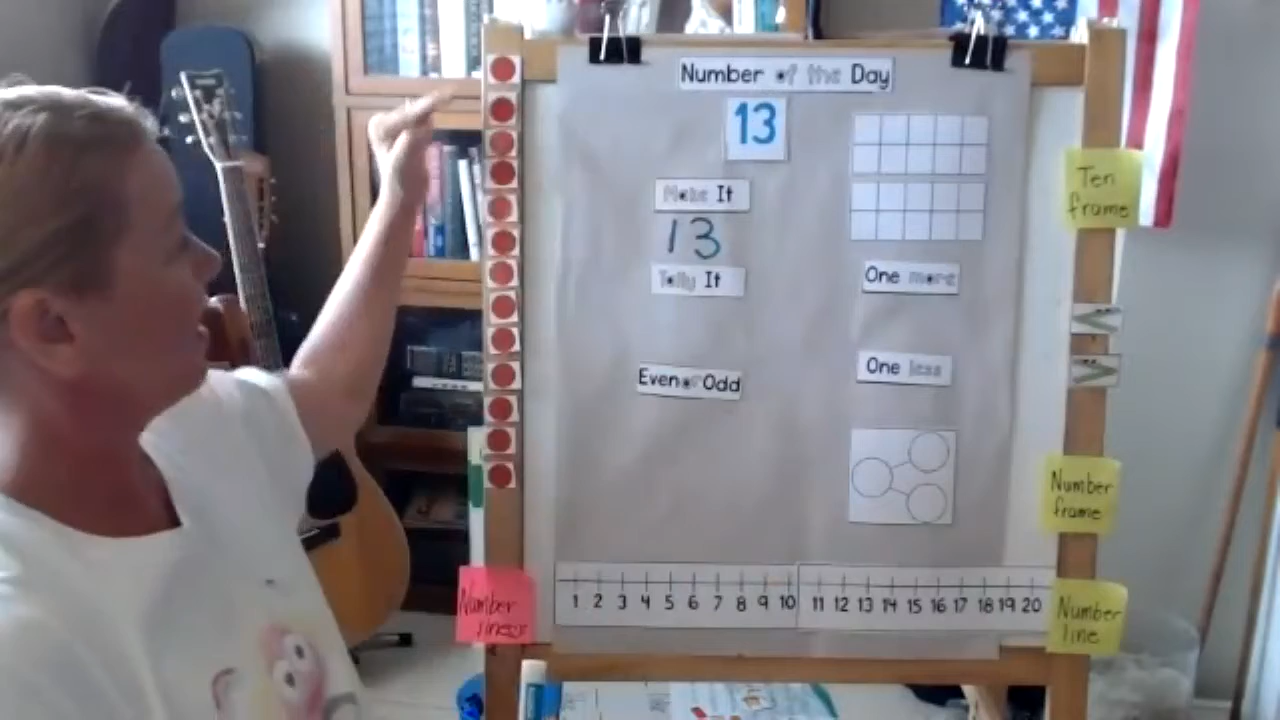 Number of the Day
13
Make It
13
Tally It
Even or Odd
One more
One less
Ten
frame
Number
frame
Number
line
Number
1 2 3 4 5 6 7 8 9 10 11 12 13 14 15 16 17 18 19 20